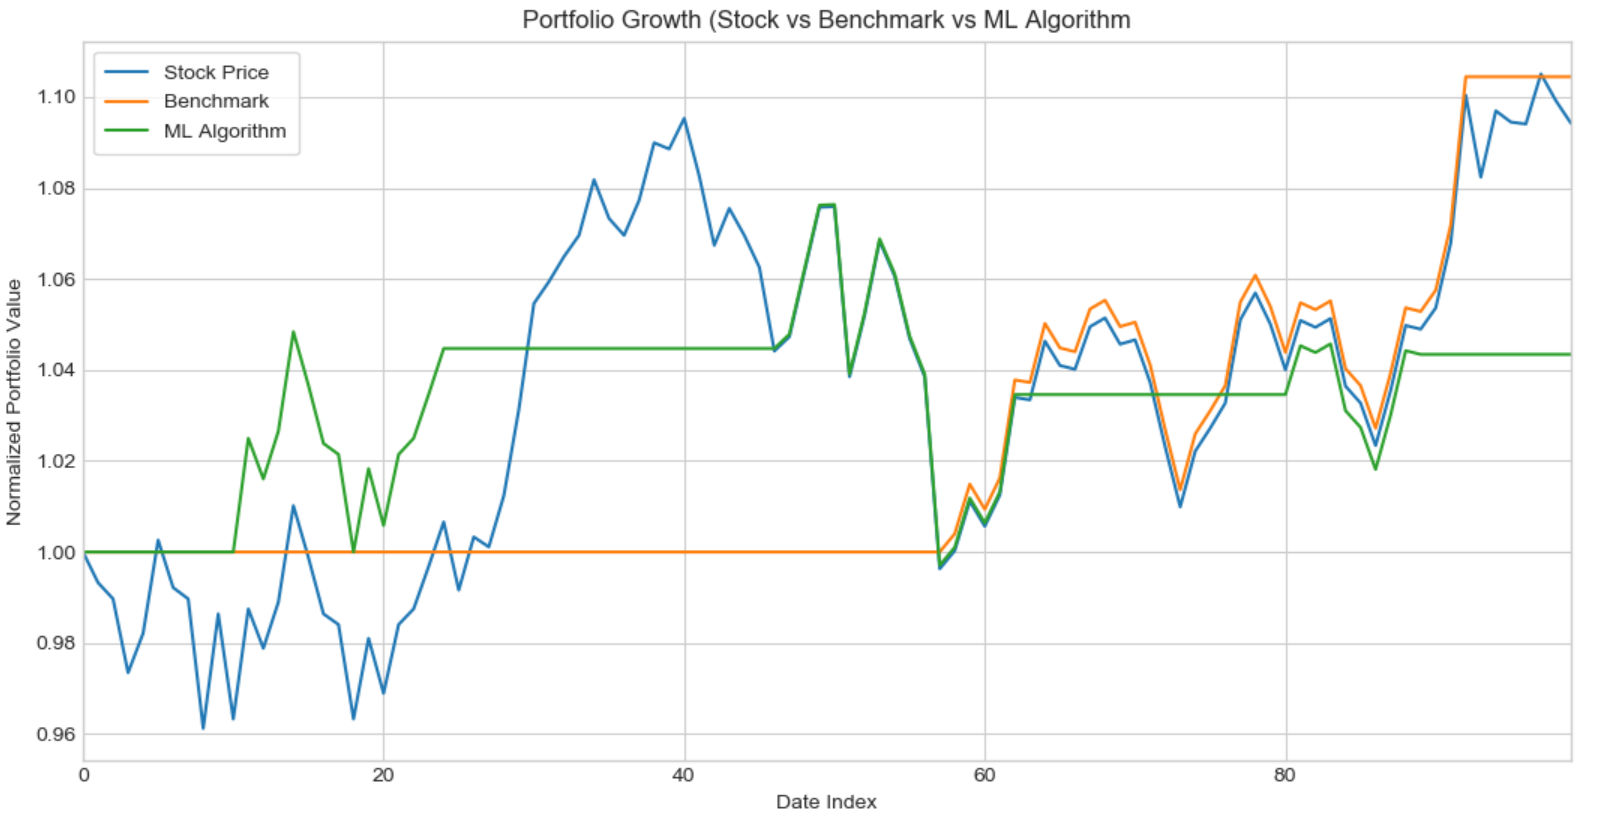 Portfolio Growth (Stock vs Benchmark vs ML Algorithm
Stock Price
Benchmark
ML Algorithm
Normalized Portfolio Value
1.10
1.08
1.06
1.04
1.02
1.00
0.98
0.96
0 20 40 60 80
Date Index